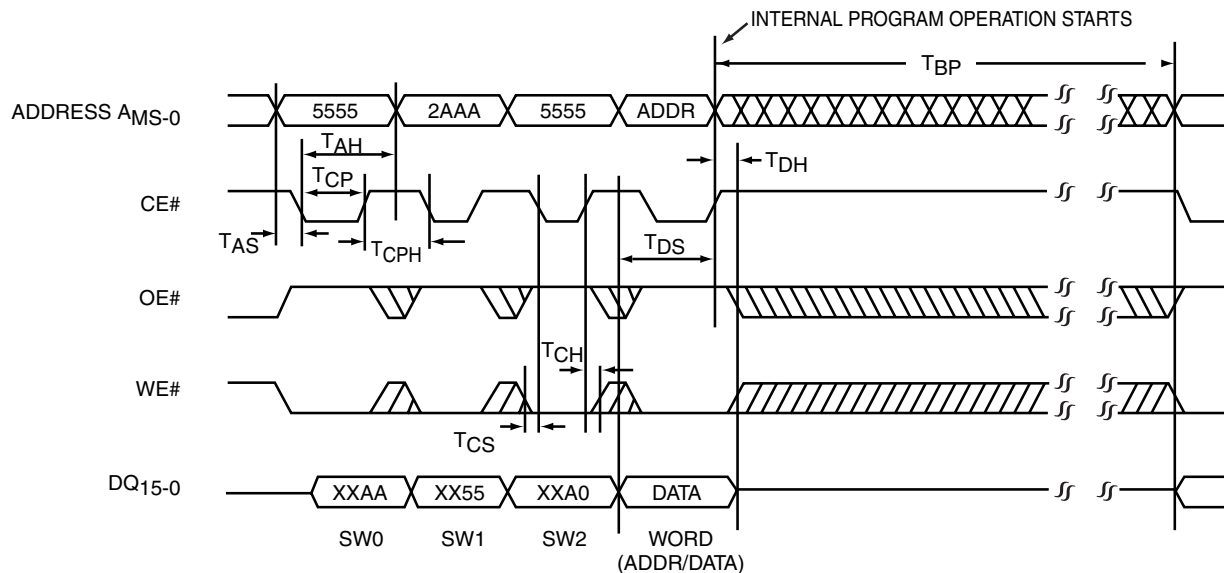 INTERNAL PROGRAM OPERATION STARTS
TBP
ADDRESS AMS-0
5555 2AAA 5555 ADDR
TAH
TDH
TCP
CE#
TAS
TCPH
TDS
OE#
TCH
WE#
TCS
DQ15-0
XXAA XX55 XXA0 DATA
SW0 SW1 SW2 WORD
(ADDR/DATA)